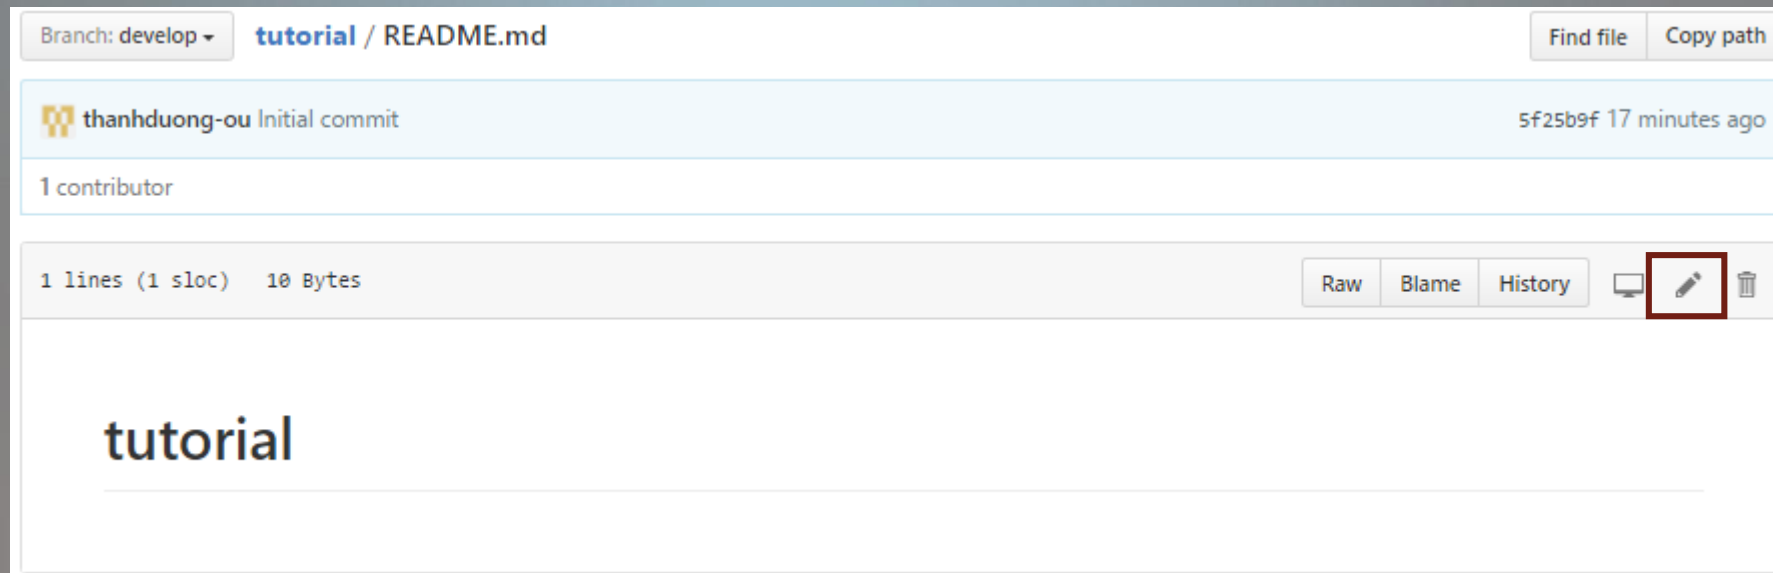 Branch: develop tutorial / README.md Find file Copy path
thanhduong-ou Initial commit 5f25b9f 17 minutes ago
1 contributor
1 lines (1 sloc) 10 Bytes Raw Blame History
tutorial